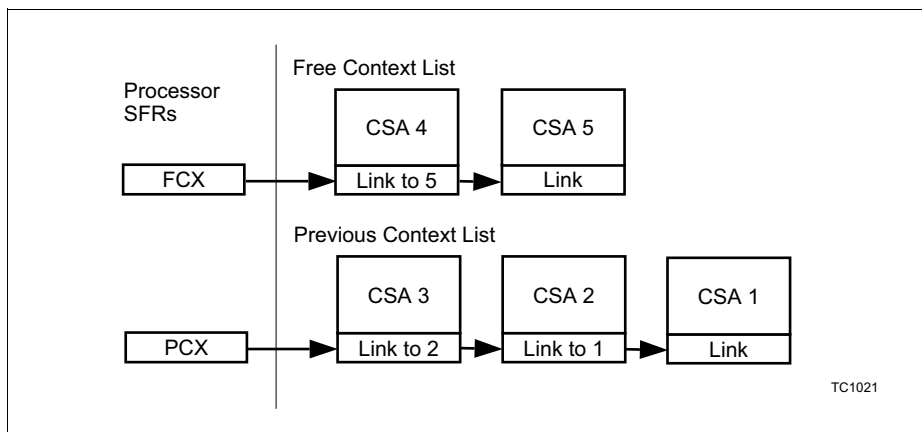 Free Context List
Processor
SFRs
CSA 4
CSA 5
FCX
Link to 5
Link
Previous Context List
CSA 3
CSA 2
CSA 1
PCX
Link to 2
Link to 1
Link
TC1021